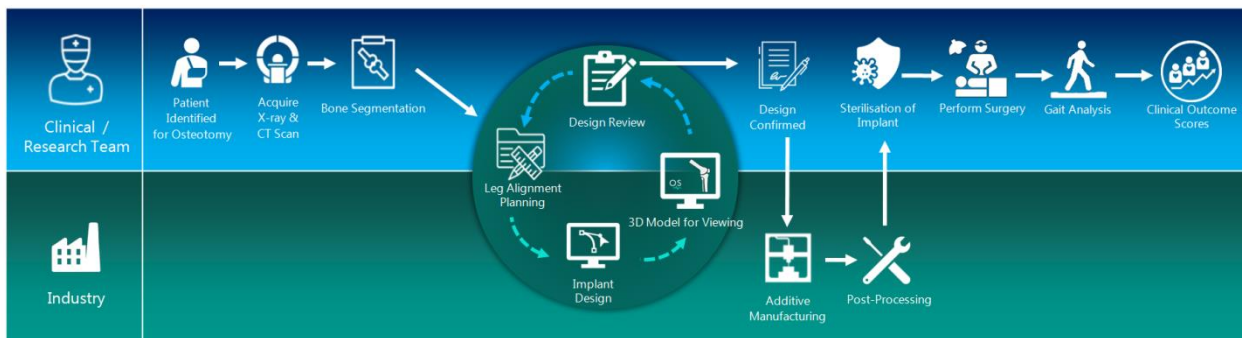 Clinical /
Research Team
Patient
Identified
for Osteotomy
Acquire
X-ray &
CT Scan
Bone Segmentation
Design Review
Leg Alignment
Planning
OS
3D Model for Viewing
Implant
Design
Design
Confirmed
Sterilisation of
Implant
Perform Surgery
Gait Analysis
Clinical Outcome
Scores
Industry
Additive
Manufacturing
Post-Processing